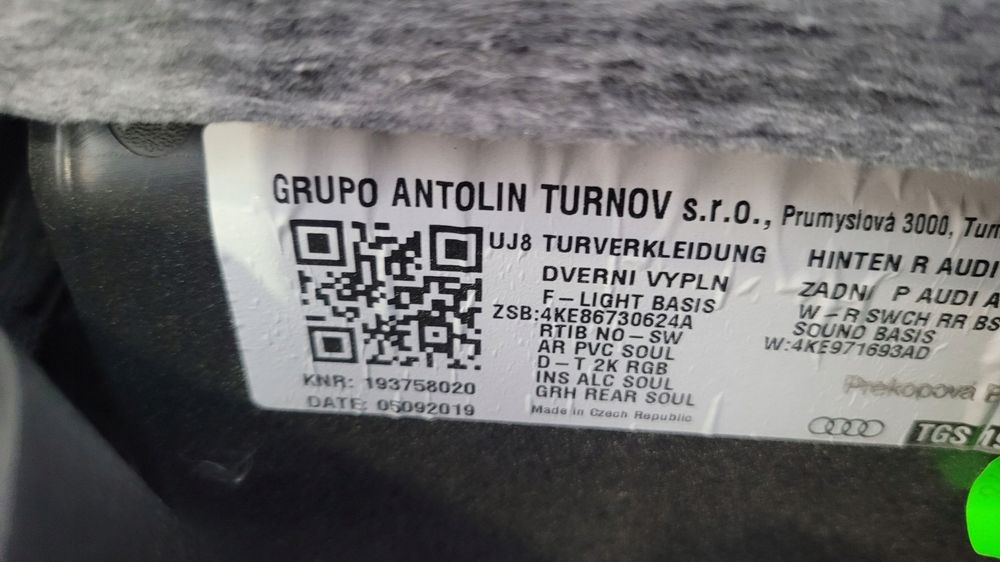 GRUPO ANTOLIN TURNOV s.r.o., Prumyslová 3000,
UJ8 TURVERKLEIDUNG HINTEN R AUDI
DVERNI VYPLN ZADNI P AUDI A
F-LIGHT BASIS W-R SWCH RR BS
ZSB:4KE86730624A SOUND BASIS
RTIB NO-SW W:4KE971693AD
AR PVC SOUL
D-T 2K RGB
INS ALC SOUL
GRH REAR SOUL
KNR: 193758020
DATE: 05092019
Made in Czech Republic
Prekopova
TGS